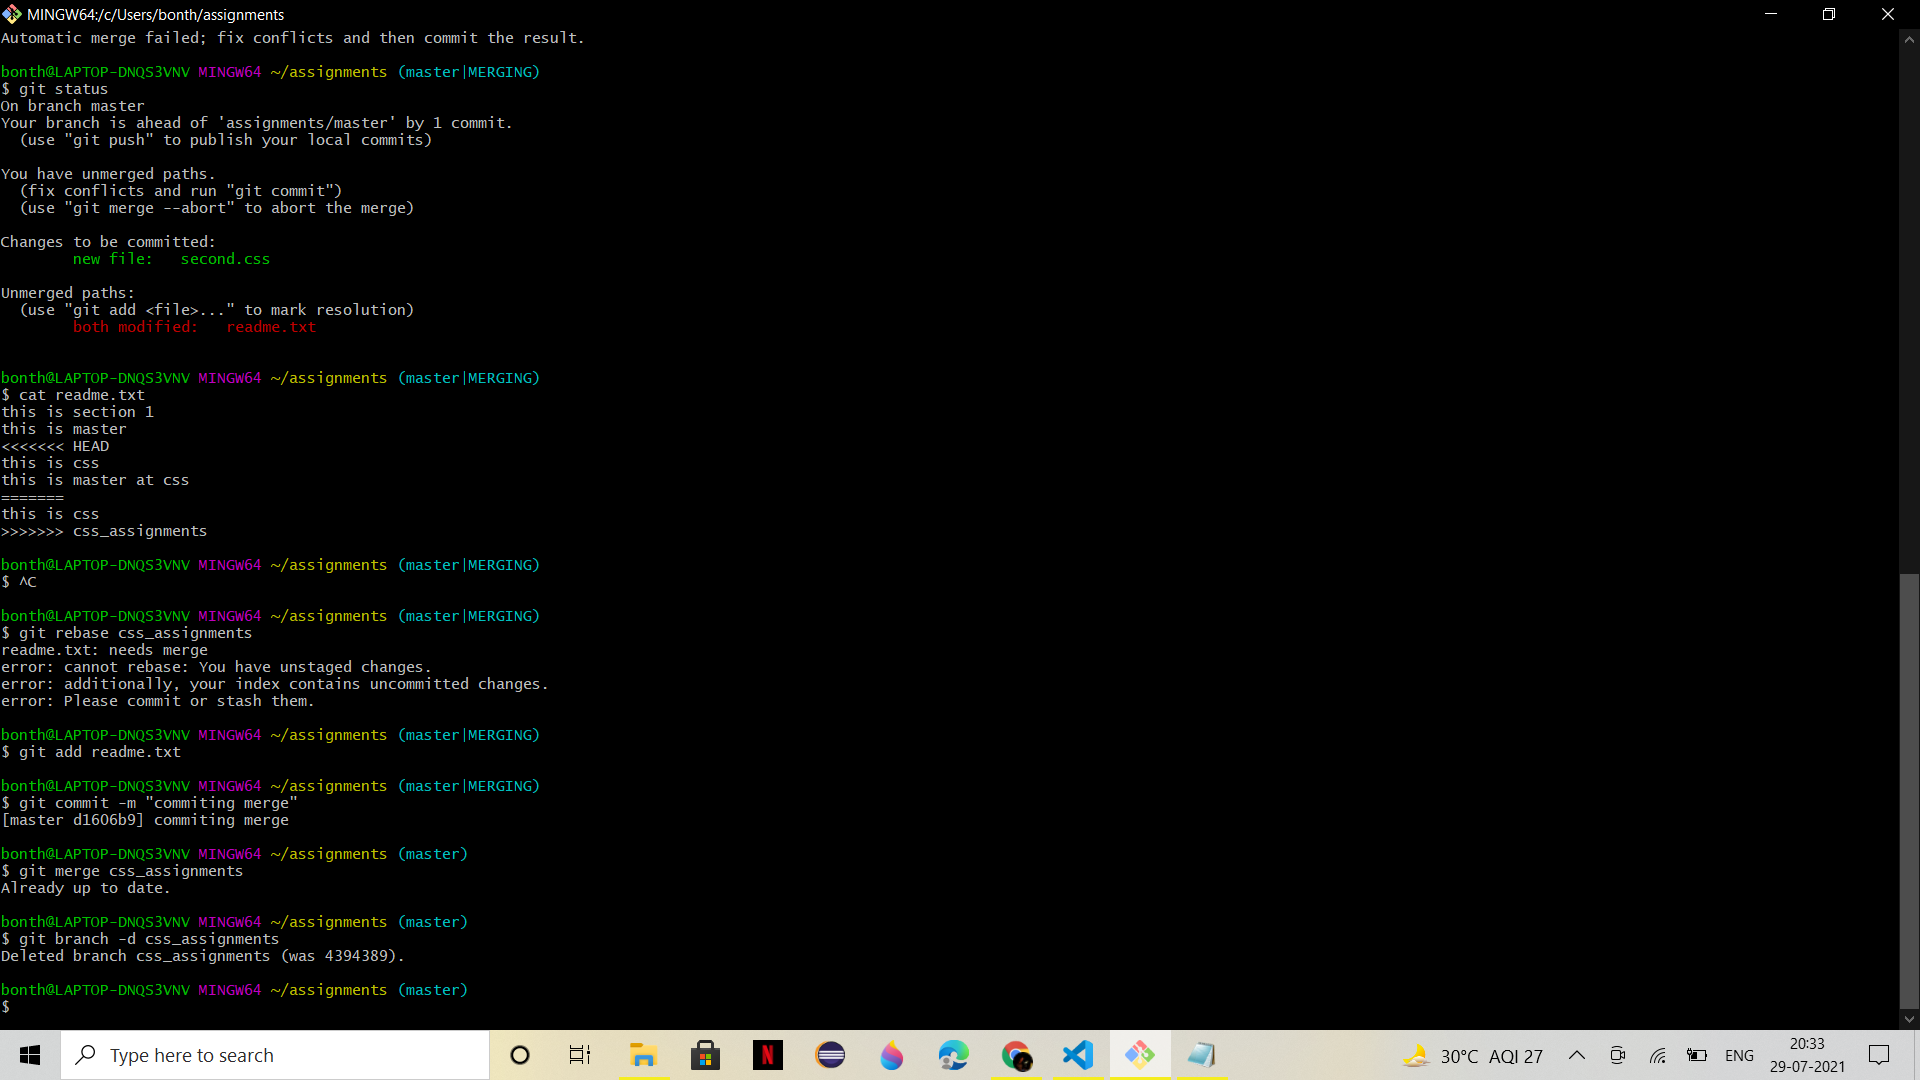 MINGW64:/c/Users/bonth/assignments
Automatic merge failed; fix conflicts and then commit the result.
bonth@LAPTOP-DNQS3VNV MINGW64 ~/assignments (master|MERGING)
$ git status
On branch master
Your branch is ahead of 'assignments/master' by 1 commit.
  (use "git push" to publish your local commits)
You have unmerged paths.
  (fix conflicts and run "git commit")
  (use "git merge --abort" to abort the merge)
Changes to be committed:
        new file:   second.css
Unmerged paths:
  (use "git add <file>..." to mark resolution)
        both modified:   readme.txt
bonth@LAPTOP-DNQS3VNV MINGW64 ~/assignments (master|MERGING)
$ cat readme.txt
this is section 1
this is master
<<<<<<< HEAD
this is css
this is master at css
=======
this is css
>>>>>>> css_assignments
bonth@LAPTOP-DNQS3VNV MINGW64 ~/assignments (master|MERGING)
$ ^C
bonth@LAPTOP-DNQS3VNV MINGW64 ~/assignments (master|MERGING)
$ git rebase css_assignments
readme.txt: needs merge
error: cannot rebase: You have unstaged changes.
error: additionally, your index contains uncommitted changes.
error: Please commit or stash them.
bonth@LAPTOP-DNQS3VNV MINGW64 ~/assignments (master|MERGING)
$ git add readme.txt
bonth@LAPTOP-DNQS3VNV MINGW64 ~/assignments (master|MERGING)
$ git commit -m "commiting merge"
[master d1606b9] commiting merge
bonth@LAPTOP-DNQS3VNV MINGW64 ~/assignments (master)
$ git merge css_assignments
Already up to date.
bonth@LAPTOP-DNQS3VNV MINGW64 ~/assignments (master)
$ git branch -d css_assignments
Deleted branch css_assignments (was 4394389).
bonth@LAPTOP-DNQS3VNV MINGW64 ~/assignments (master)
$
Type here to search
N
30°C AQI 27
ENG
20:33
29-07-2021